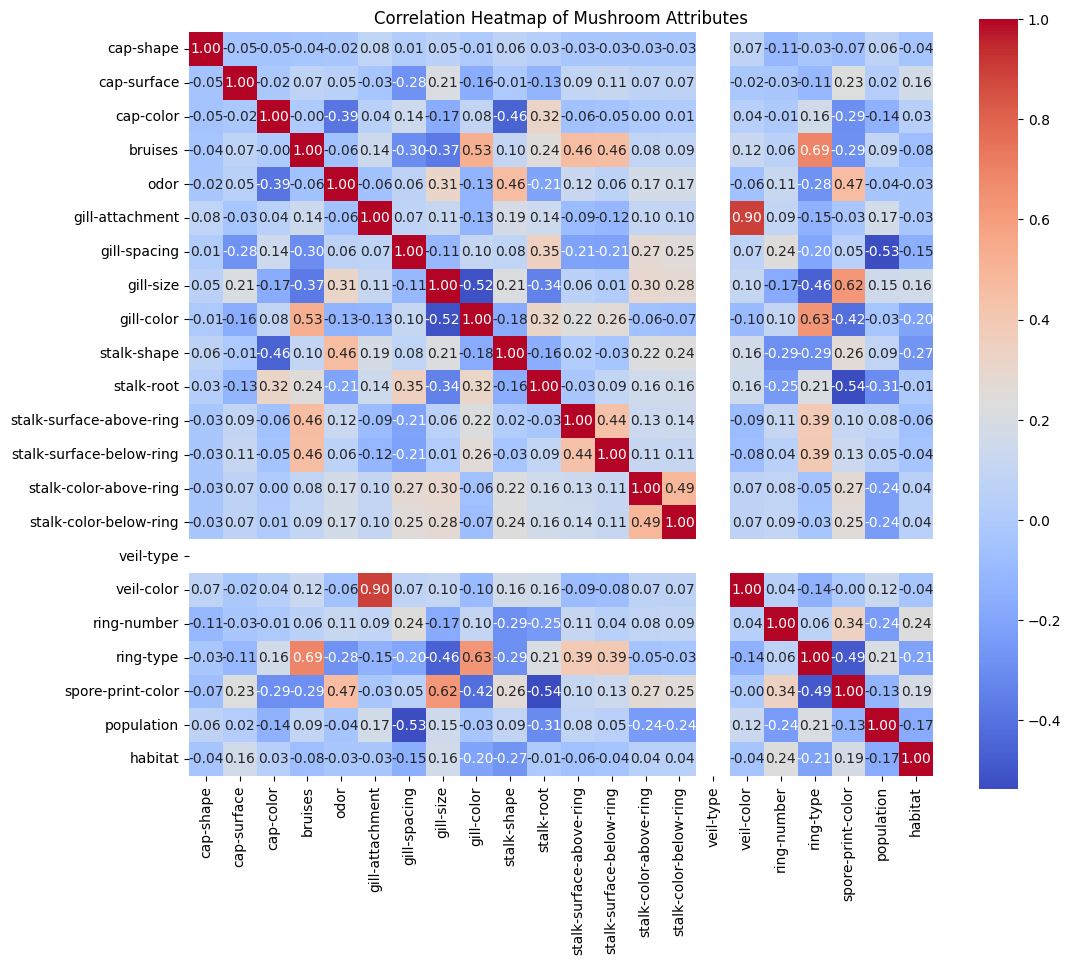 Correlation Heatmap of Mushroom Attributes
cap-shape 1.00 -0.05 -0.05 -0.04 -0.02 0.08 0.01 0.05 -0.01 0.06 0.03 -0.03 -0.03 -0.03 -0.03 0.07 -0.11 -0.03 -0.07 0.06 -0.04
cap-surface -0.05 1.00 -0.02 0.07 0.05 -0.03 -0.28 0.21 -0.16 -0.01 -0.13 0.09 0.11 0.07 0.07 -0.02 -0.03 -0.11 0.23 0.02 0.16
cap-color -0.05 -0.02 1.00 -0.00 -0.39 0.04 0.14 -0.17 0.08 -0.46 0.32 -0.06 -0.05 0.00 0.01 0.04 -0.01 0.16 -0.29 -0.14 0.03
bruises -0.04 0.07 -0.00 1.00 -0.06 0.14 -0.30 -0.37 0.53 0.10 0.24 0.46 0.46 0.08 0.09 0.12 0.06 0.69 -0.29 0.09 -0.08
odor -0.02 0.05 -0.39 -0.06 1.00 -0.06 0.06 0.31 -0.13 0.46 -0.21 0.12 0.06 0.17 0.17 -0.06 0.11 -0.28 0.47 -0.04 -0.03
gill-attachment 0.08 -0.03 0.04 0.14 -0.06 1.00 0.07 0.11 -0.13 0.19 0.14 -0.09 -0.12 0.10 0.10 0.90 0.09 -0.15 -0.03 0.17 -0.03
gill-spacing 0.01 -0.28 0.14 -0.30 0.06 0.07 1.00 -0.11 0.10 0.08 0.35 -0.21 -0.21 0.27 0.25 0.07 0.24 -0.20 0.05 -0.53 -0.15
gill-size 0.05 0.21 -0.17 -0.37 0.31 0.11 -0.11 1.00 -0.52 0.21 -0.34 0.06 0.01 0.30 0.28 0.10 -0.17 -0.46 0.62 0.15 0.16
gill-color -0.01 -0.16 0.08 0.53 -0.13 -0.13 0.10 -0.52 1.00 -0.18 0.32 0.22 0.26 -0.06 -0.07 -0.10 0.10 0.63 -0.42 -0.03 -0.20
stalk-shape 0.06 -0.01 -0.46 0.10 0.46 0.19 0.08 0.21 -0.18 1.00 -0.16 0.02 -0.03 0.22 0.24 0.16 -0.29 -0.29 0.26 0.09 -0.27
stalk-root 0.03 -0.13 0.32 0.24 -0.21 0.14 0.35 -0.34 0.32 -0.16 1.00 -0.03 0.09 0.16 0.16 0.16 -0.25 0.21 -0.54 -0.31 -0.01
stalk-surface-above-ring -0.03 0.09 -0.06 0.46 0.12 -0.09 -0.21 0.06 0.22 0.02 -0.03 1.00 0.44 0.13 0.14 -0.09 0.11 0.39 0.10 0.08 -0.06
stalk-surface-below-ring -0.03 0.11 -0.05 0.46 0.06 -0.12 -0.21 0.01 0.26 -0.03 0.09 0.44 1.00 0.11 0.11 -0.08 0.04 0.39 0.13 0.05 -0.04
stalk-color-above-ring -0.03 0.07 0.00 0.08 0.17 0.10 0.27 0.30 -0.06 0.22 0.16 0.13 0.11 1.00 0.49 0.07 0.08 -0.05 0.27 -0.24 0.04
stalk-color-below-ring -0.03 0.07 0.01 0.09 0.17 0.10 0.25 0.28 -0.07 0.24 0.16 0.14 0.11 0.49 1.00 0.07 0.09 -0.03 0.25 -0.24 0.04
veil-type
veil-color 0.07 -0.02 0.04 0.12 -0.06 0.90 0.07 0.10 -0.10 0.16 0.16 -0.09 -0.08 0.07 0.07 1.00 0.04 -0.14 -0.00 0.12 -0.04
ring-number -0.11 -0.03 -0.01 0.06 0.11 0.09 0.24 -0.17 0.10 -0.29 -0.25 0.11 0.04 0.08 0.09 0.04 1.00 0.06 0.34 -0.24 0.24
ring-type -0.03 -0.11 0.16 0.69 -0.28 -0.15 -0.20 -0.46 0.63 -0.29 0.21 0.39 0.39 -0.05 -0.03 -0.14 0.06 1.00 -0.49 0.21 -0.21
spore-print-color -0.07 0.23 -0.29 -0.29 0.47 -0.03 0.05 0.62 -0.42 0.26 -0.54 0.10 0.13 0.27 0.25 -0.00 0.34 -0.49 1.00 -0.13 0.19
population 0.06 0.02 -0.14 0.09 -0.04 0.17 -0.53 0.15 -0.03 0.09 -0.31 0.08 0.05 -0.24 -0.24 0.12 -0.24 0.21 -0.13 1.00 -0.17
habitat -0.04 0.16 0.03 -0.08 -0.03 -0.03 -0.15 0.16 -0.20 -0.27 -0.01 -0.06 -0.04 0.04 0.04 -0.04 0.24 -0.21 0.19 -0.17 1.00
cap-shape
cap-surface
cap-color
bruises
odor
gill-attachment
gill-spacing
gill-size
gill-color
stalk-shape
stalk-root
stalk-surface-above-ring
stalk-surface-below-ring
stalk-color-above-ring
stalk-color-below-ring
veil-type
veil-color
ring-number
ring-type
spore-print-color
population
habitat
1.0
0.8
0.6
0.4
0.2
0.0
−0.2
−0.4